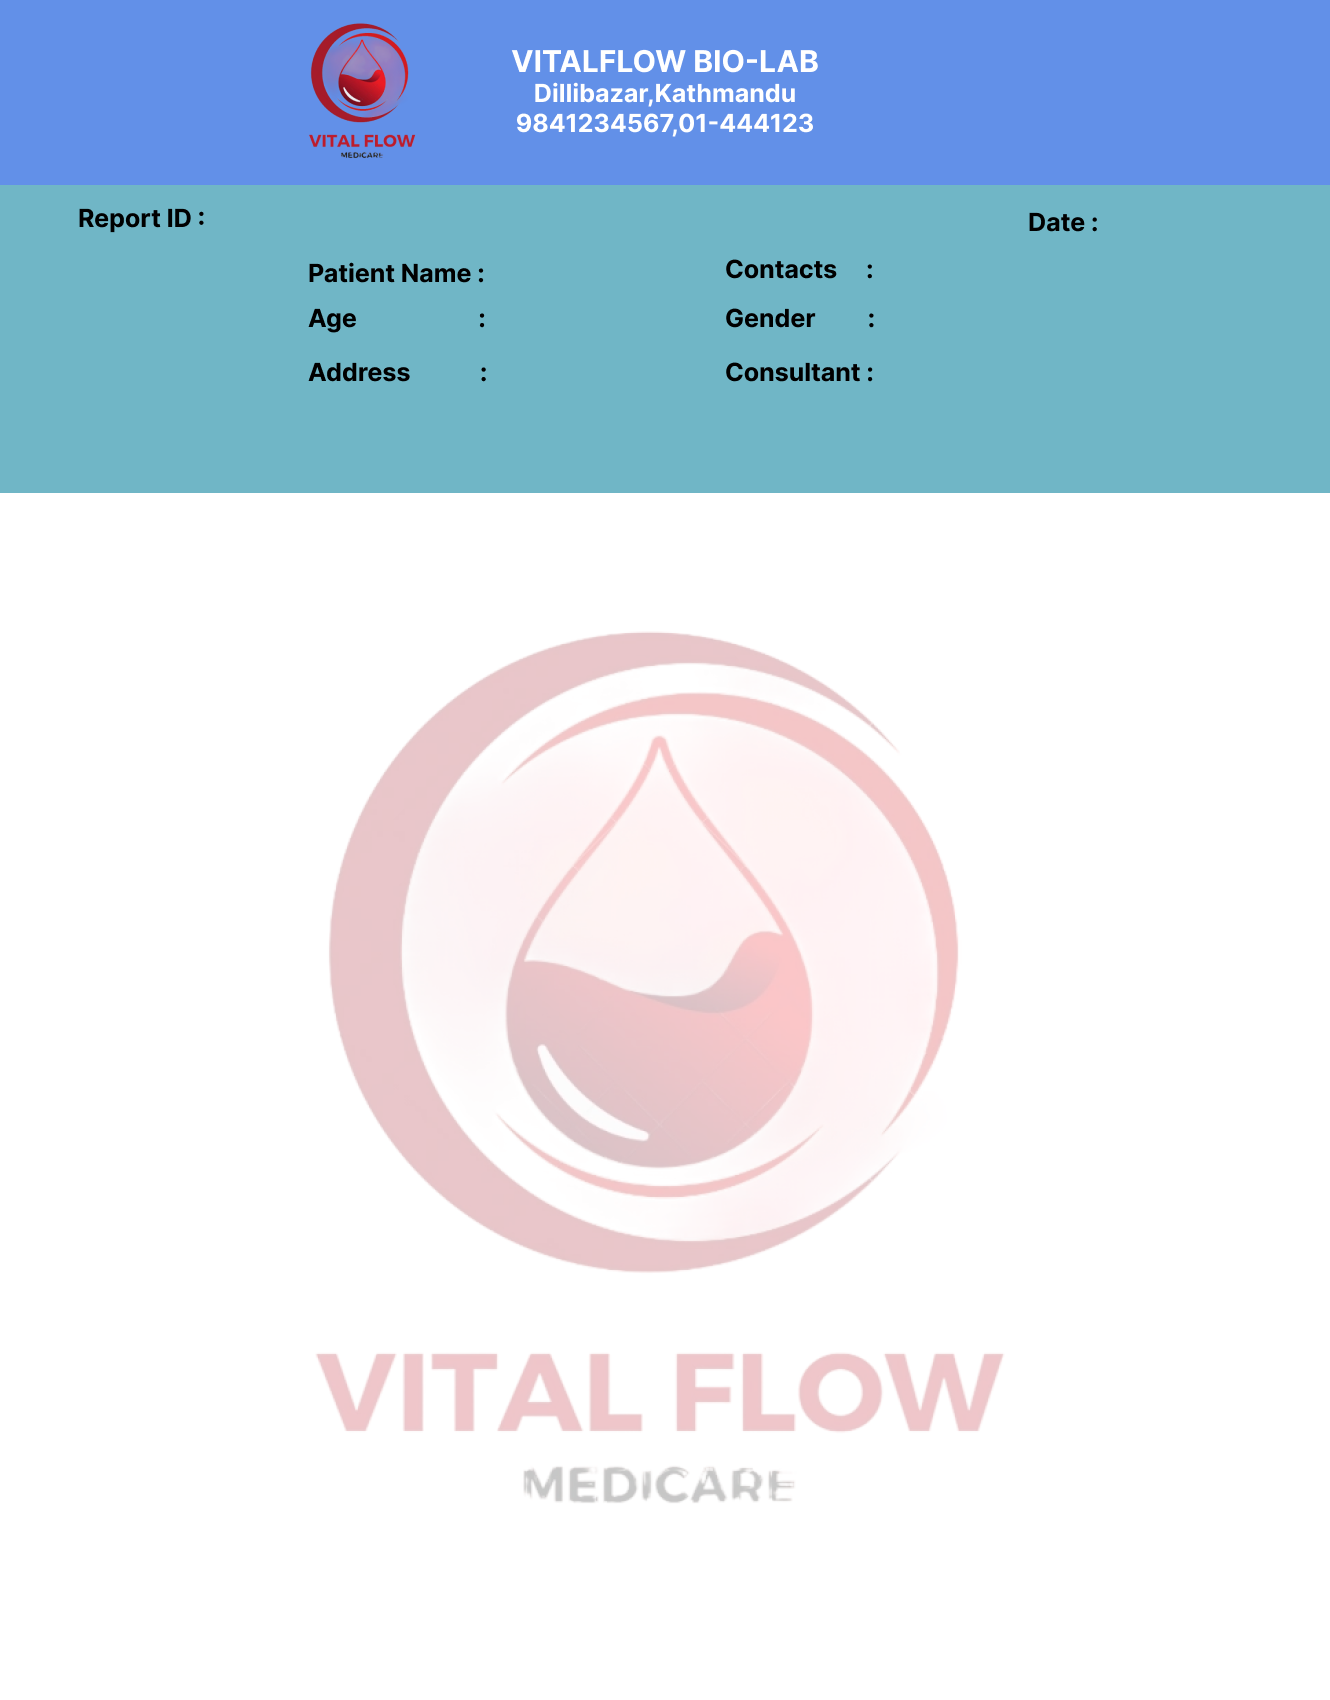 VITALFLOW BIO-LAB
Dillibazar,Kathmandu
9841234567,01-444123
VITAL FLOW
MEDICARE
Report ID :
Date :
Patient Name :
Contacts :
Age :
Gender :
Address :
Consultant :
VITAL FLOW
MEDICARE